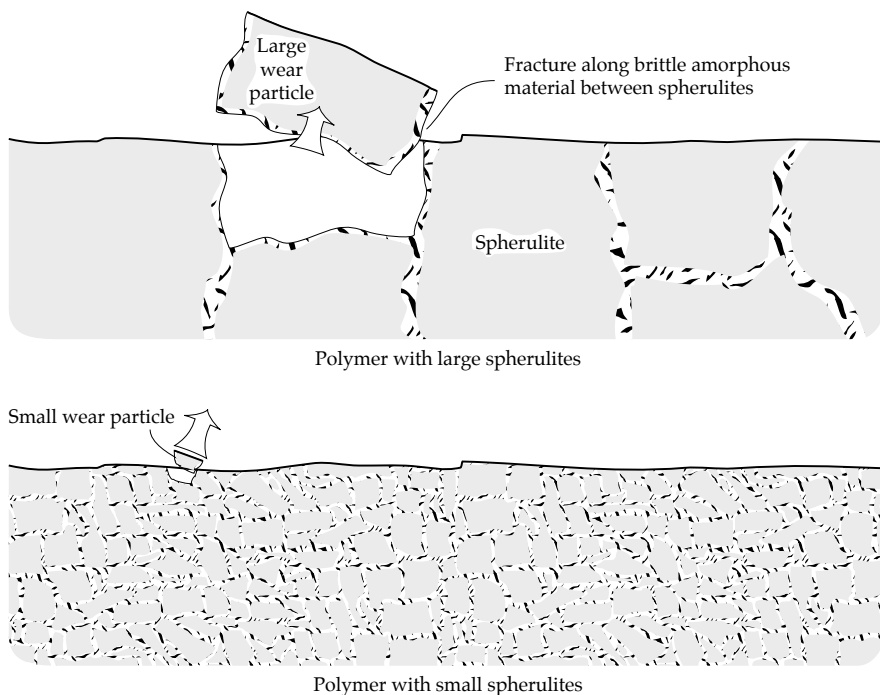 Large
wear
particle
Fracture along brittle amorphous
material between spherulites
Spherulite
Polymer with large spherulites
Small wear particle
Polymer with small spherulites